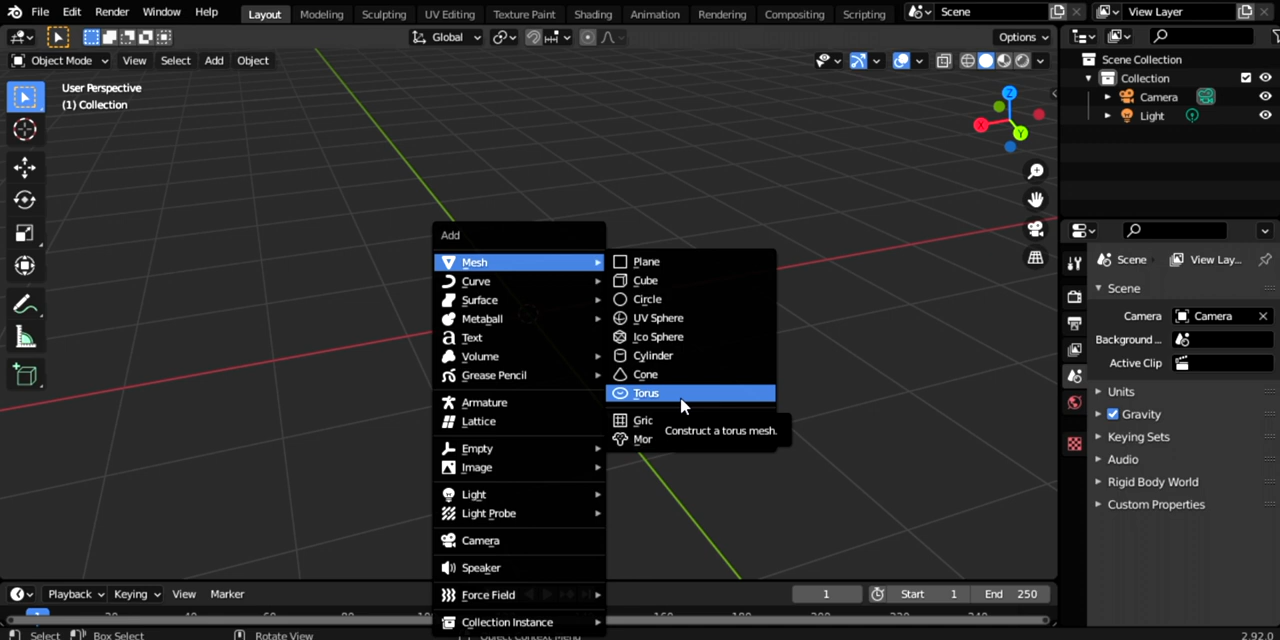 File Edit Render Window Help Layout Modeling Sculpting UV Editing Texture Paint Shading Animation Rendering Compositing Scripting Scene View Layer
Global Options
Object Mode View Select Add Object
User Perspective
(1) Collection
Z
X
Y
Scene Collection
Collection
Camera
Light
Add
Mesh
Curve
Surface
Metaball
Text
Volume
Grease Pencil
Armature
Lattice
Empty
Image
Light
Light Probe
Camera
Speaker
Force Field
Collection Instance
Plane
Cube
Circle
UV Sphere
Ico Sphere
Cylinder
Cone
Torus
Gric
Mor
Construct a torus mesh.
Scene View Lay...
Scene
Camera Camera
Background ...
Active Clip
Units
Gravity
Keying Sets
Audio
Rigid Body World
Custom Properties
Playback Keying View Marker 1 Start 1 End 250
Select Box Select Rotate View Object Context Menu 2.92.0